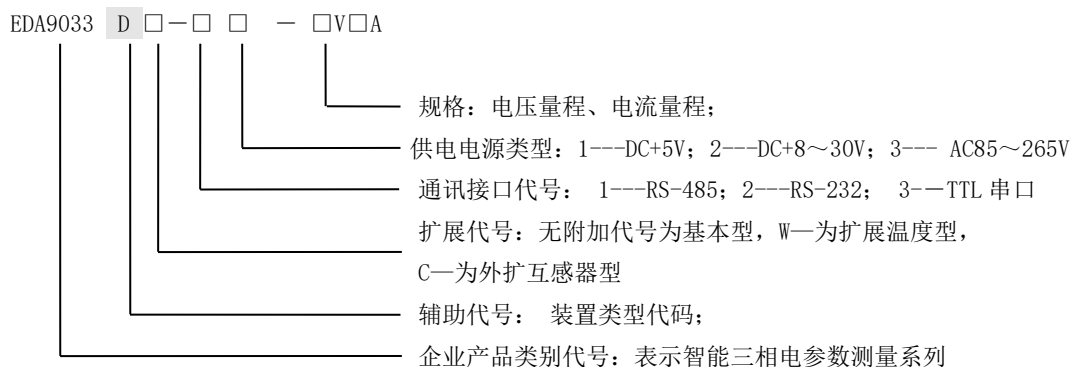 EDA9033 D □－□ □ － □V□A
规格：电压量程、电流量程；
供电电源类型：1---DC+5V；2---DC+8～30V；3--- AC85～265V
通讯接口代号： 1---RS-485；2---RS-232； 3-－TTL 串口
扩展代号：无附加代号为基本型，W—为扩展温度型，
C—为外扩互感器型
辅助代号： 装置类型代码；
企业产品类别代号：表示智能三相电参数测量系列